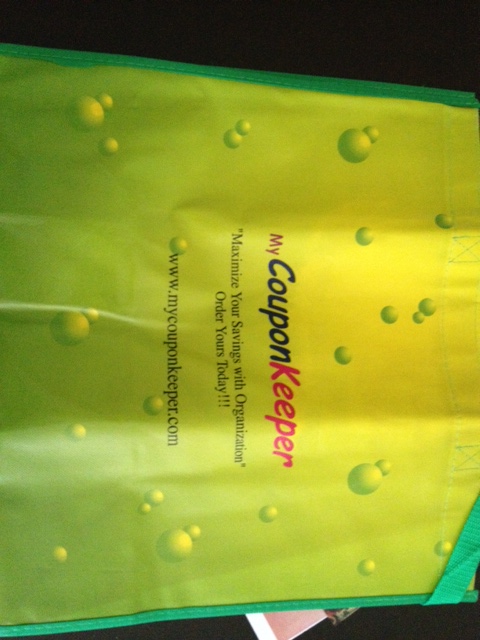 My CouponKeeper
"Maximize Your Savings with Organization"
Order Yours Today!!!
www.mycouponkeeper.com